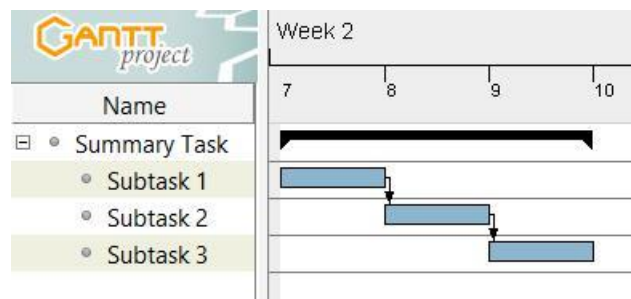 GANTT
project
Week 2
7 8 9 10
Name
Summary Task
Subtask 1
Subtask 2
Subtask 3